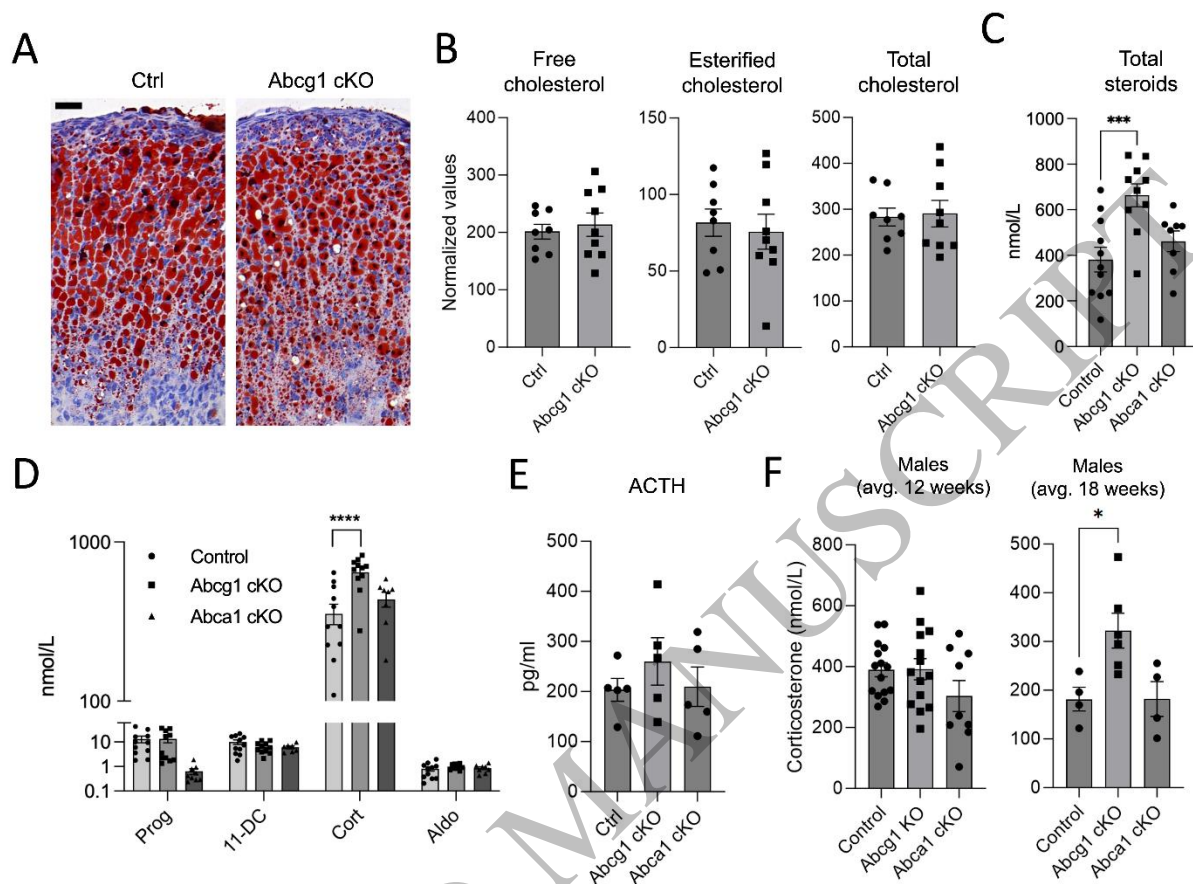 A
Ctrl
Abcg1 cKO
B
Free
cholesterol
Esterified
cholesterol
Total
cholesterol
Normalized values
400
300
200
100
0
Ctrl
Abcg1 cKO
150
100
50
0
Ctrl
Abcg1 cKO
500
400
300
200
100
0
Ctrl
Abcg1 cKO
C
Total
steroids
***
nmol/L
1000
800
600
400
200
0
Control
Abcg1 cKO
Abca1 cKO
D
****
Control
Abcg1 cKO
Abca1 cKO
nmol/L
1000
100
10
1
0.1
Prog
11-DC
Cort
Aldo
E
ACTH
pg/ml
500
400
300
200
100
0
Ctrl
Abcg1 cKO
Abca1 cKO
F
Males
(avg. 12 weeks)
Corticosterone (nmol/L)
800
600
400
200
0
Control
Abcg1 KO
Abca1 cKO
Males
(avg. 18 weeks)
*
500
400
300
200
100
0
Control
Abcg1 cKO
Abca1 cKO
MANUSCRIPT